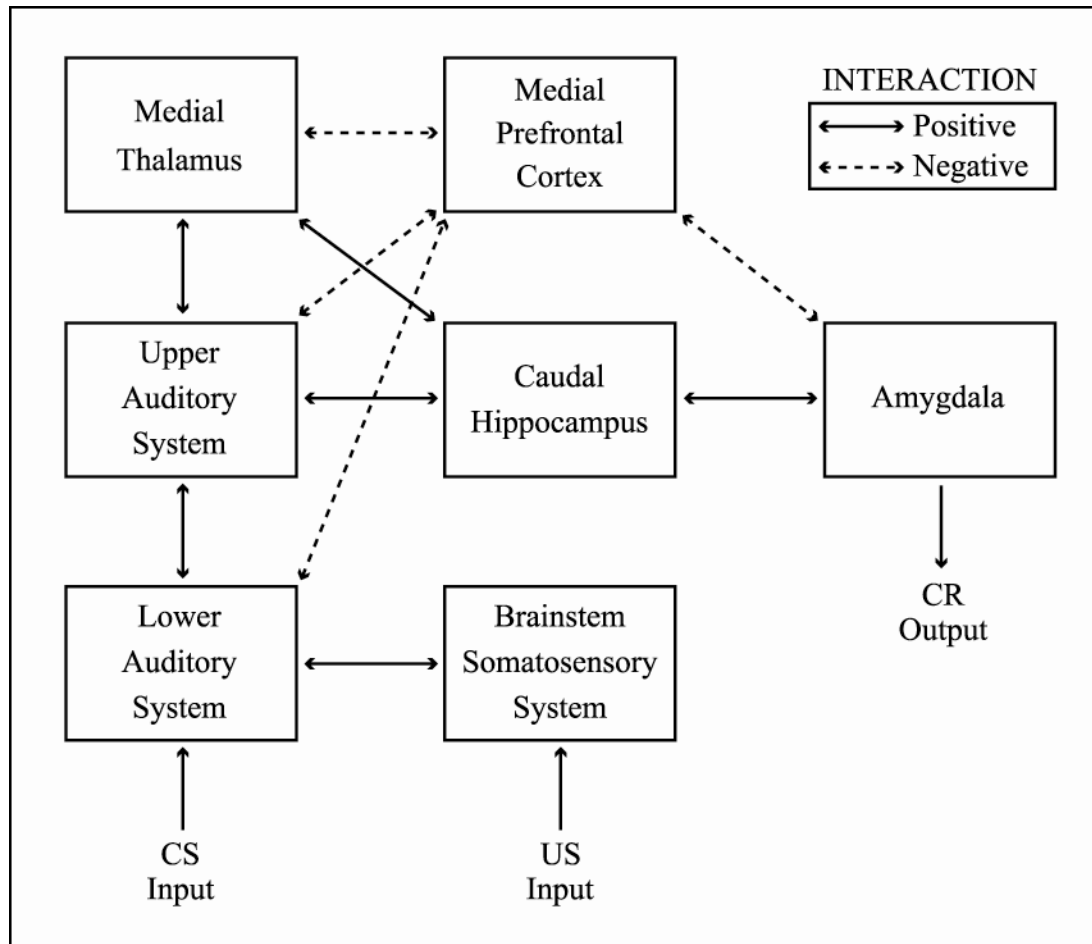 Medial
Thalamus
Medial
Prefrontal
Cortex
INTERACTION
Positive
Negative
Upper
Auditory
System
Caudal
Hippocampus
Amygdala
Lower
Auditory
System
Brainstem
Somatosensory
System
CR
Output
CS
Input
US
Input